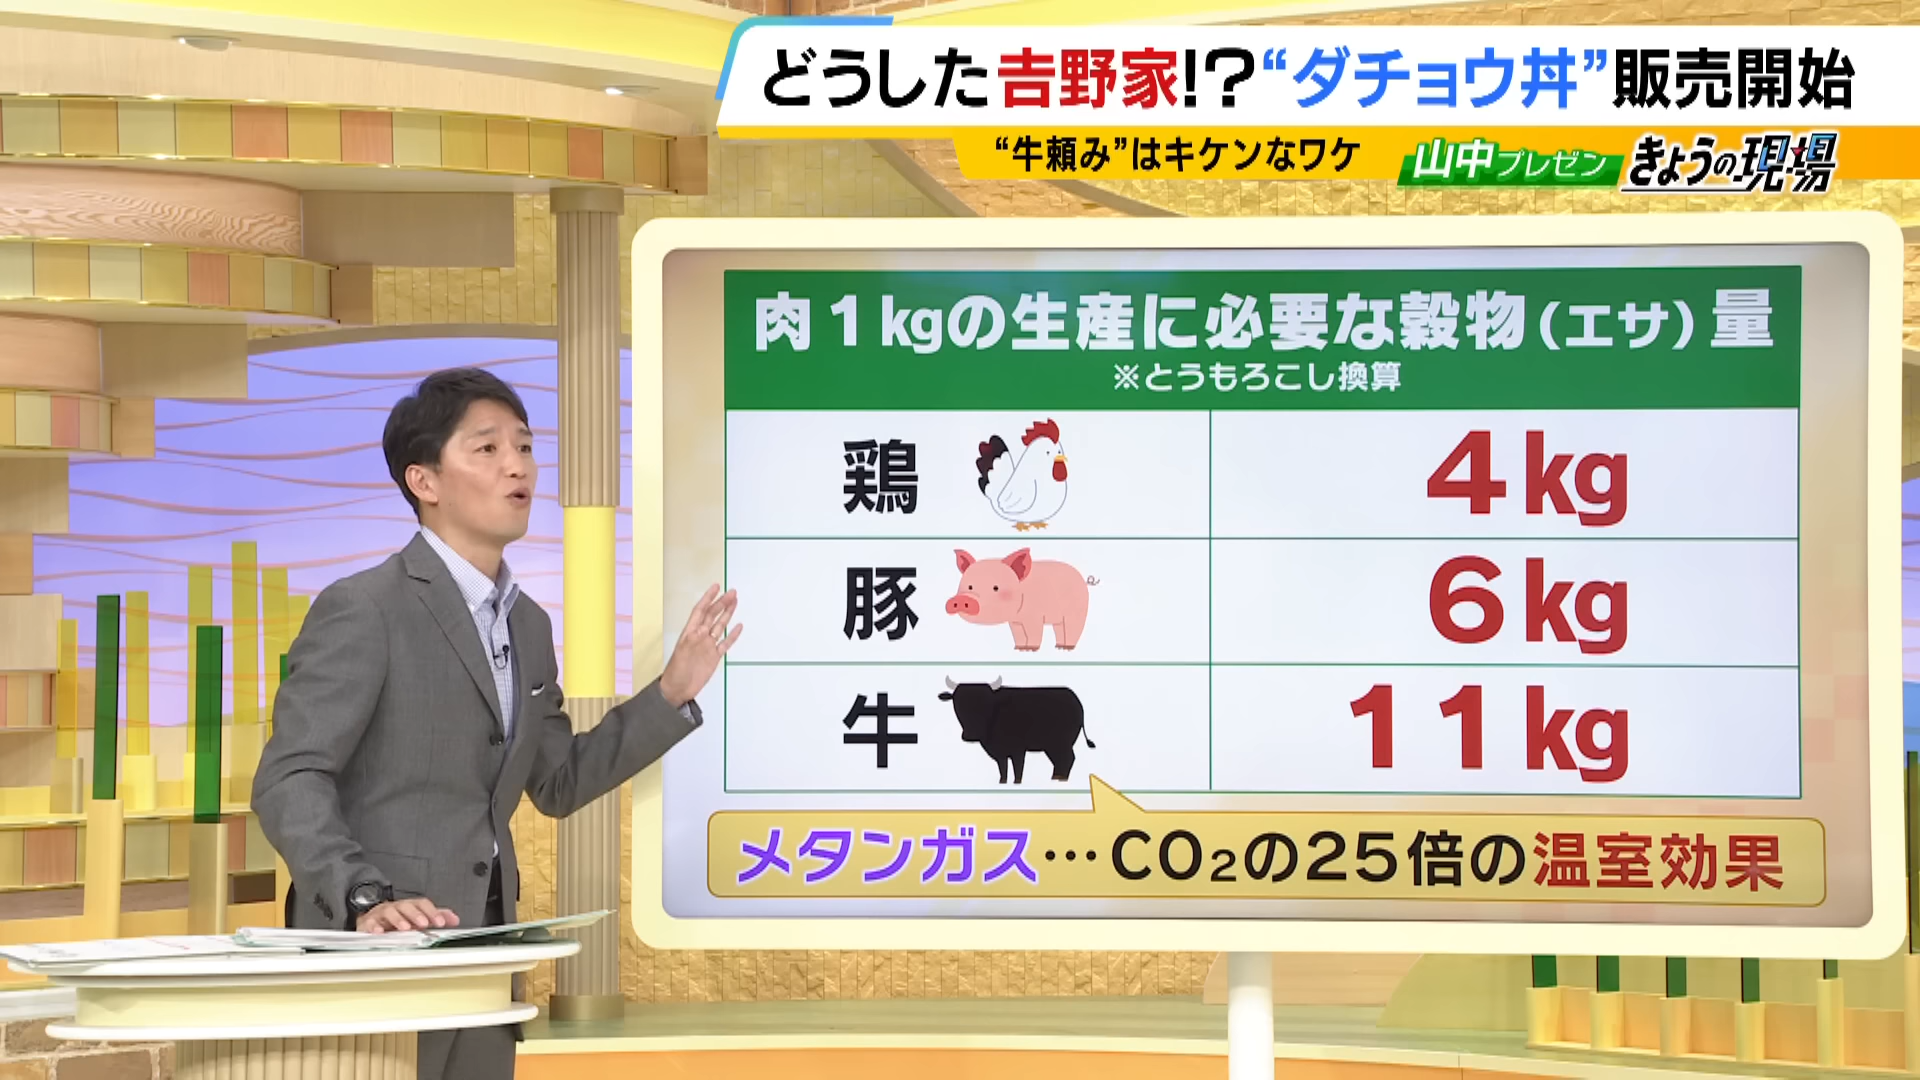 どうした𠮷野家!?“ダチョウ丼”販売開始
“牛頼み”はキケンなワケ
山中プレゼン きょうの現場
肉1kgの生産に必要な穀物(エサ)量
※とうもろこし換算
鶏 4kg
豚 6kg
牛 11kg
メタンガス…CO₂の25倍の温室効果